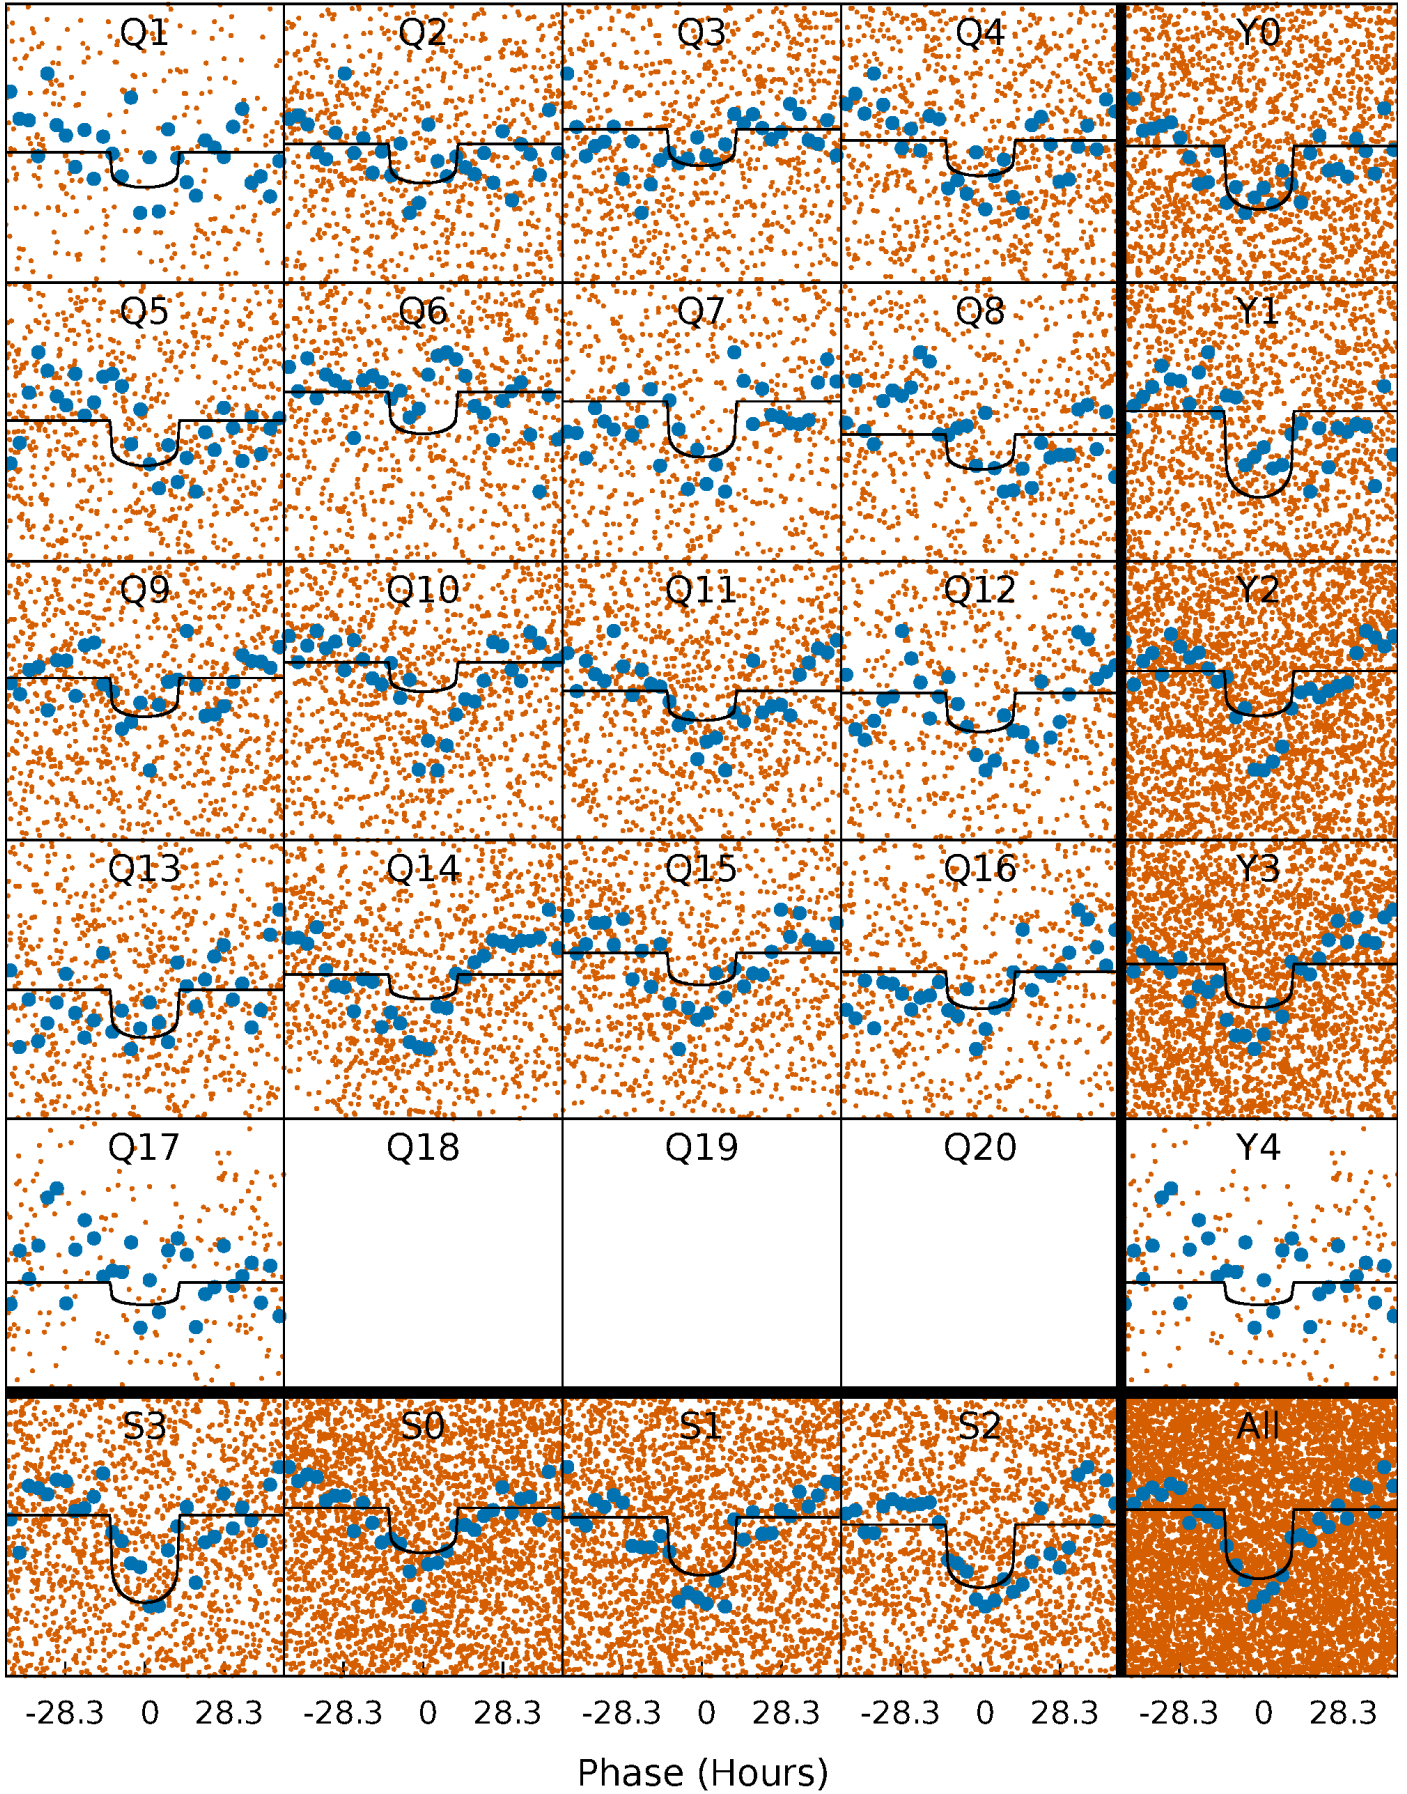 Q1 Q2 Q3 Q4 Y0
Q5 Q6 Q7 Q8 Y1
Q9 Q10 Q11 Q12 Y2
Q13 Q14 Q15 Q16 Y3
Q17 Q18 Q19 Q20 Y4
S3 S0 S1 S2 All
-28.3 0 28.3 -28.3 0 28.3 -28.3 0 28.3 -28.3 0 28.3 -28.3 0 28.3
Phase (Hours)